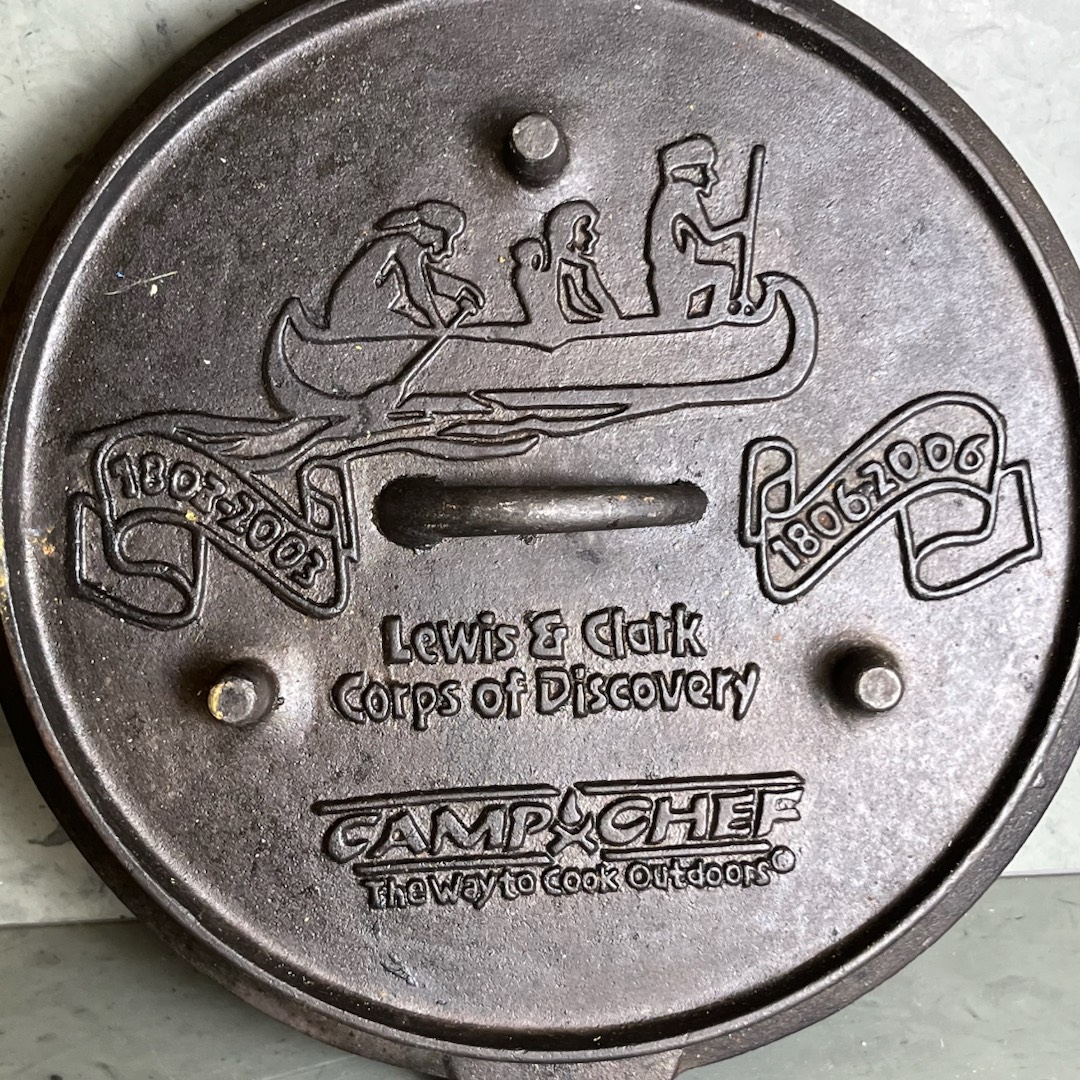 1803-2003
1806-2006
Lewis & Clark
Corps of Discovery
CAMP CHEF
The Way to Cook Outdoors®